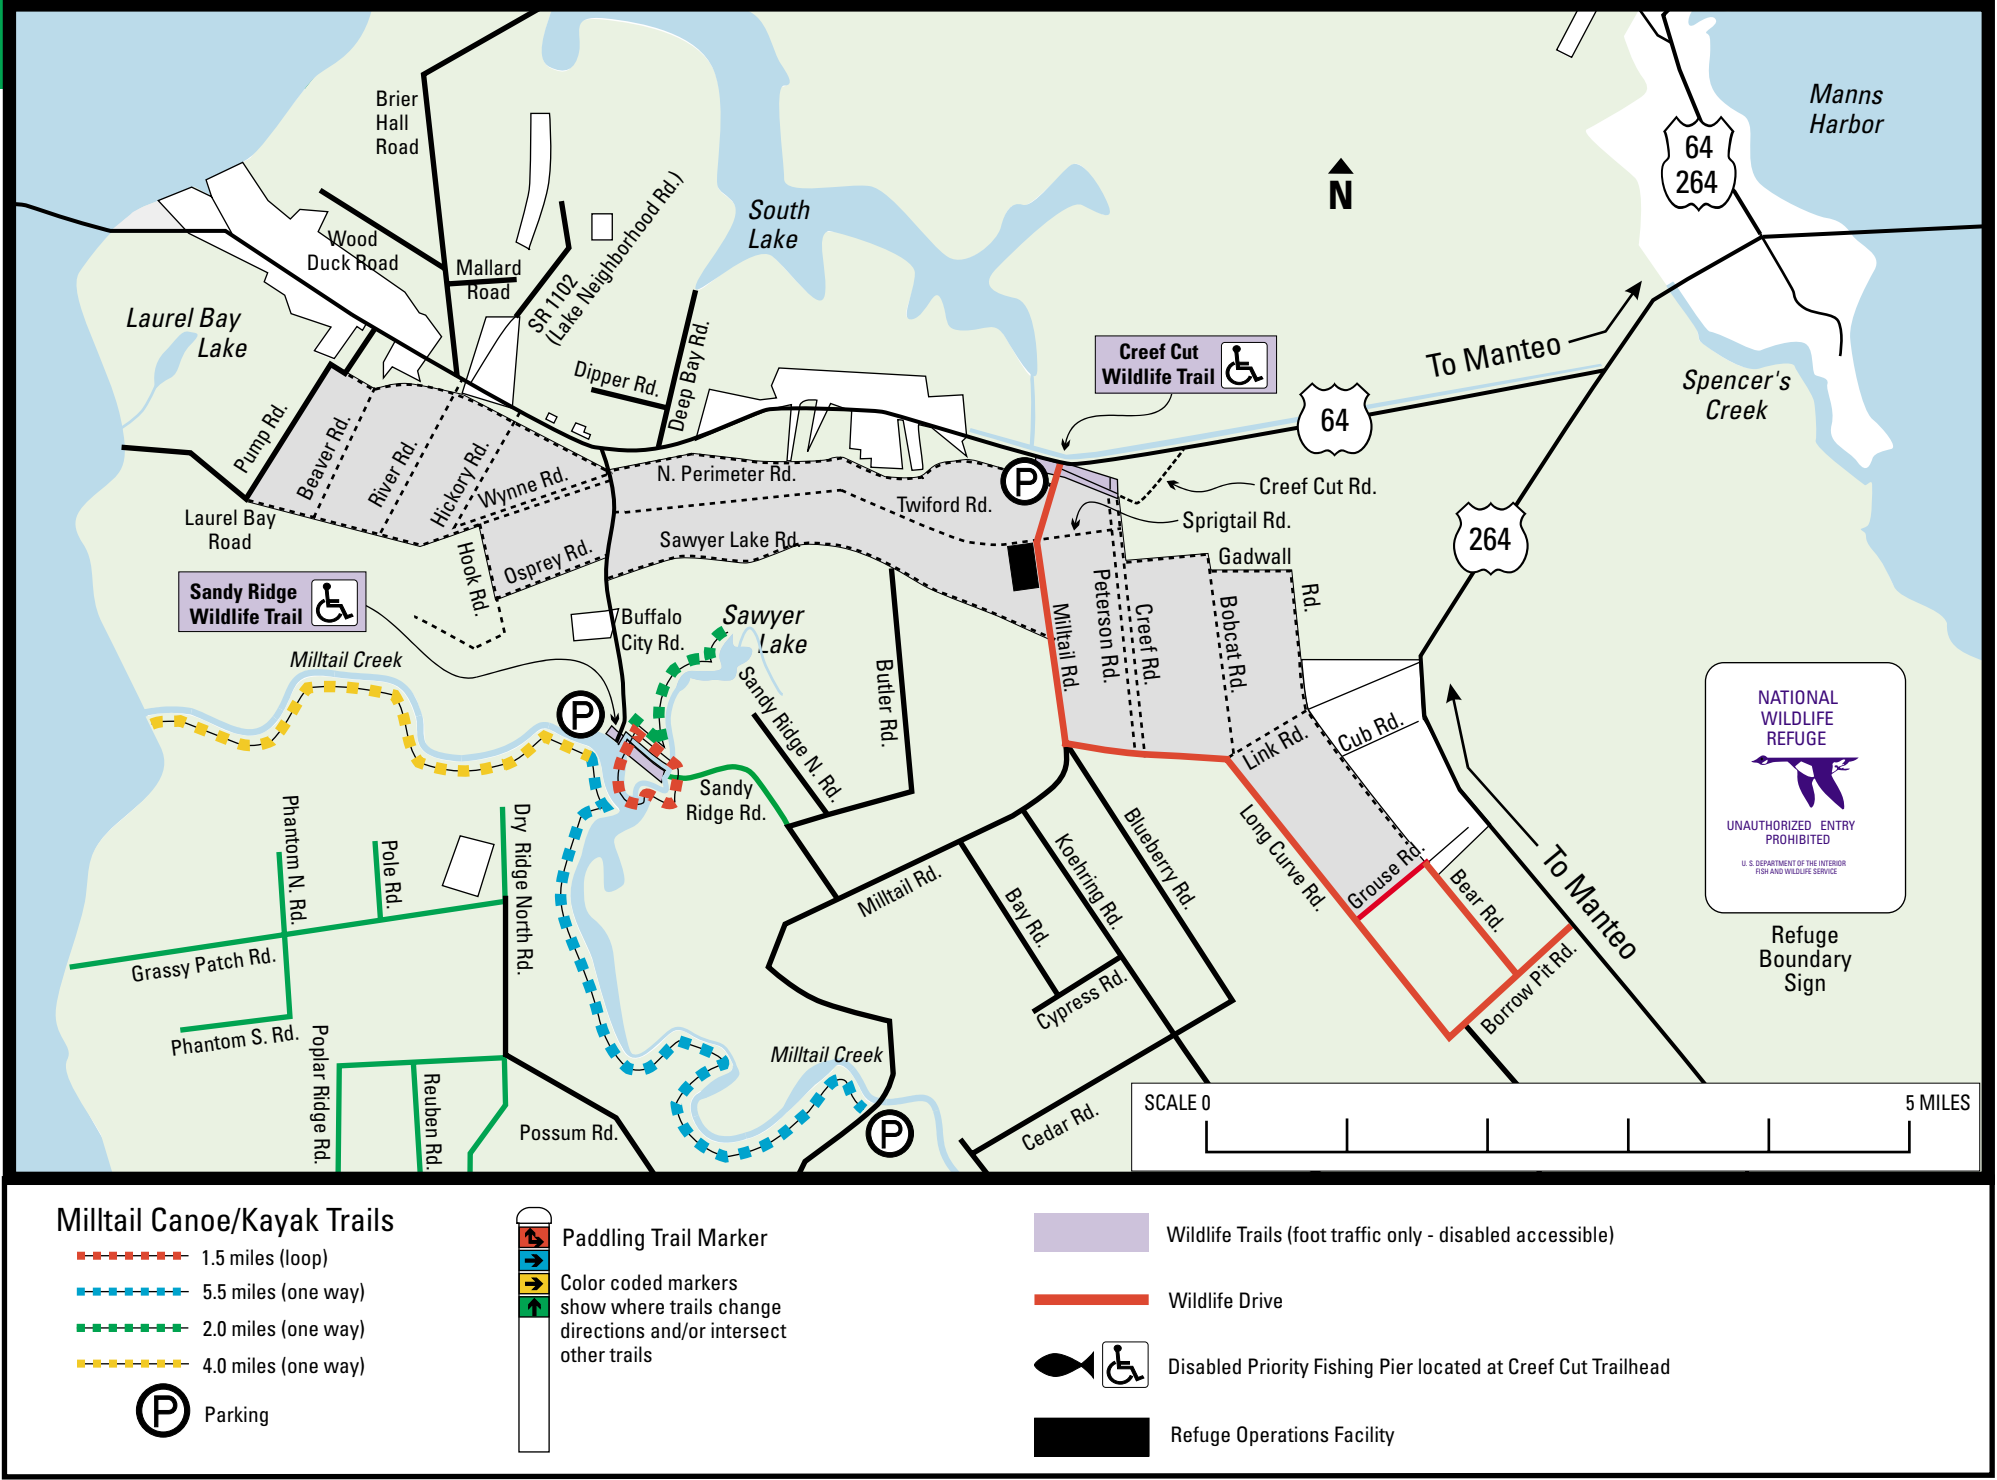 Brier
Hall
Road
Manns
Harbor
64
264
N
South
Lake
Wood
Duck Road
Mallard
Road
SR 1102
(Lake Neighborhood Rd.)
Laurel Bay
Lake
Deep Bay Rd.
Dipper Rd.
Creef Cut
Wildlife Trail
To Manteo
64
Spencer's
Creek
Pump Rd.
Beaver Rd.
River Rd.
Hickory Rd.
Wynne Rd.
N. Perimeter Rd.
P
Twiford Rd.
Creef Cut Rd.
Sprigtail Rd.
Laurel Bay
Road
Hook Rd.
Osprey Rd.
Sawyer Lake Rd.
264
Gadwall
Rd.
Sandy Ridge
Wildlife Trail
Buffalo
City Rd.
Sawyer
Lake
Milltail Rd.
Peterson Rd.
Creef Rd.
Bobcat Rd.
Milltail Creek
P
Sandy Ridge N. Rd.
Butler Rd.
Link Rd.
Cub Rd.
Sandy
Ridge Rd.
NATIONAL
WILDLIFE
REFUGE
UNAUTHORIZED ENTRY
PROHIBITED
U. S. DEPARTMENT OF THE INTERIOR
FISH AND WILDLIFE SERVICE
Refuge
Boundary
Sign
Phantom N. Rd.
Pole Rd.
Dry Ridge North Rd.
Milltail Rd.
Bay Rd.
Koehring Rd.
Blueberry Rd.
Long Curve Rd.
Grouse Rd.
Bear Rd.
To Manteo
Grassy Patch Rd.
Cypress Rd.
Borrow Pit Rd.
Phantom S. Rd.
Poplar Ridge Rd.
Reuben Rd.
Possum Rd.
Milltail Creek
P
Cedar Rd.
SCALE 0
5 MILES
Milltail Canoe/Kayak Trails
1.5 miles (loop)
5.5 miles (one way)
2.0 miles (one way)
4.0 miles (one way)
P
Parking
Paddling Trail Marker
Color coded markers
show where trails change
directions and/or intersect
other trails
Wildlife Trails (foot traffic only - disabled accessible)
Wildlife Drive
Disabled Priority Fishing Pier located at Creef Cut Trailhead
Refuge Operations Facility